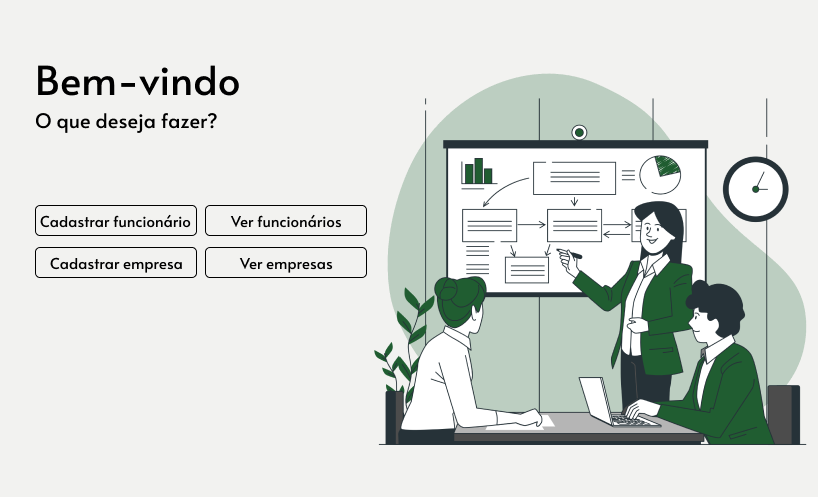 Bem-vindo
O que deseja fazer?
Cadastrar funcionário
Ver funcionários
Cadastrar empresa
Ver empresas